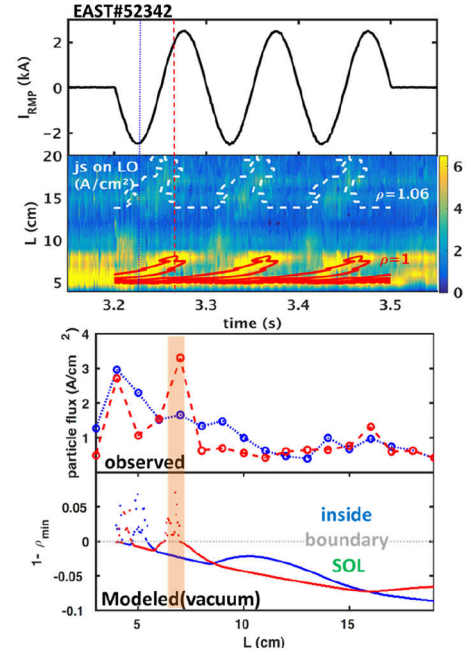 EAST#52342
I_RMP (kA)
2
0
-2
js on LO
(A/cm²)
ρ=1.06
ρ=1
L (cm)
20
15
10
5
6
4
2
0
3.2 3.3 3.4 3.5
time (s)
particle flux (A/cm²)
4
3
2
1
observed
1- ρmin
0.05
0
-0.05
-0.1
inside
boundary
SOL
Modeled(vacuum)
5 10 15
L (cm)